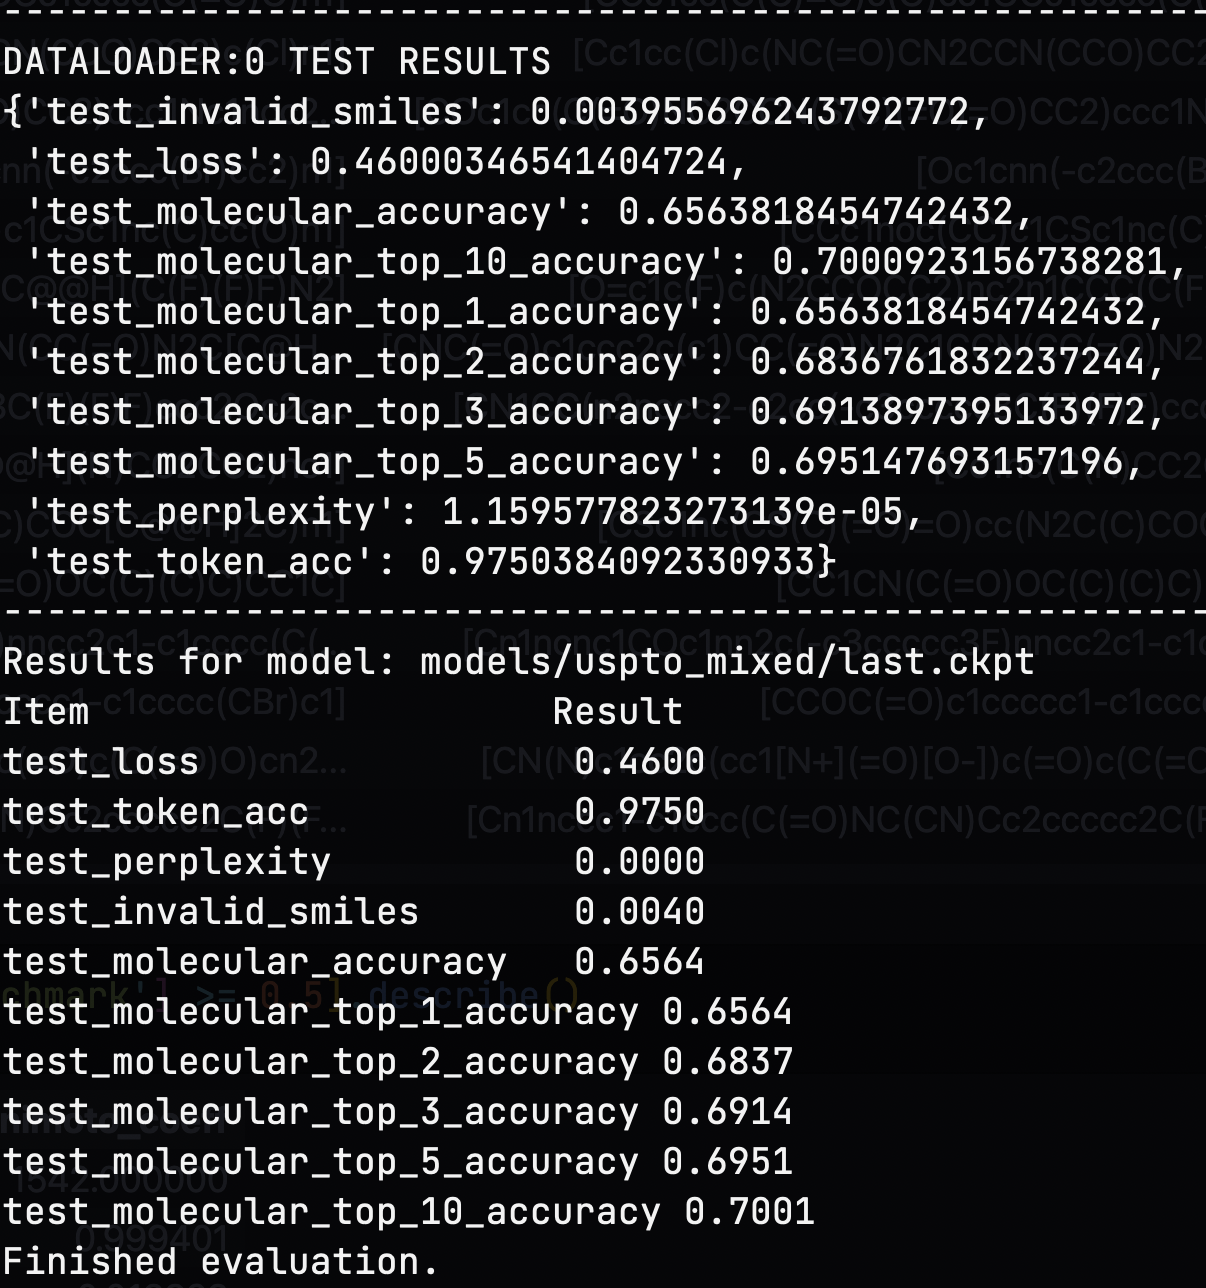 DATALOADER:0 TEST RESULTS
{'test_invalid_smiles': 0.003955696243792772,
'test_loss': 0.46000346541404724,
'test_molecular_accuracy': 0.6563818454742432,
'test_molecular_top_10_accuracy': 0.7000923156738281,
'test_molecular_top_1_accuracy': 0.6563818454742432,
'test_molecular_top_2_accuracy': 0.6836761832237244,
'test_molecular_top_3_accuracy': 0.6913897395133972,
'test_molecular_top_5_accuracy': 0.695147693157196,
'test_perplexity': 1.159577823273139e-05,
'test_token_acc': 0.9750384092330933}
Results for model: models/uspto_mixed/last.ckpt
Item Result
test_loss 0.4600
test_token_acc 0.9750
test_perplexity 0.0000
test_invalid_smiles 0.0040
test_molecular_accuracy 0.6564
test_molecular_top_1_accuracy 0.6564
test_molecular_top_2_accuracy 0.6837
test_molecular_top_3_accuracy 0.6914
test_molecular_top_5_accuracy 0.6951
test_molecular_top_10_accuracy 0.7001
Finished evaluation.